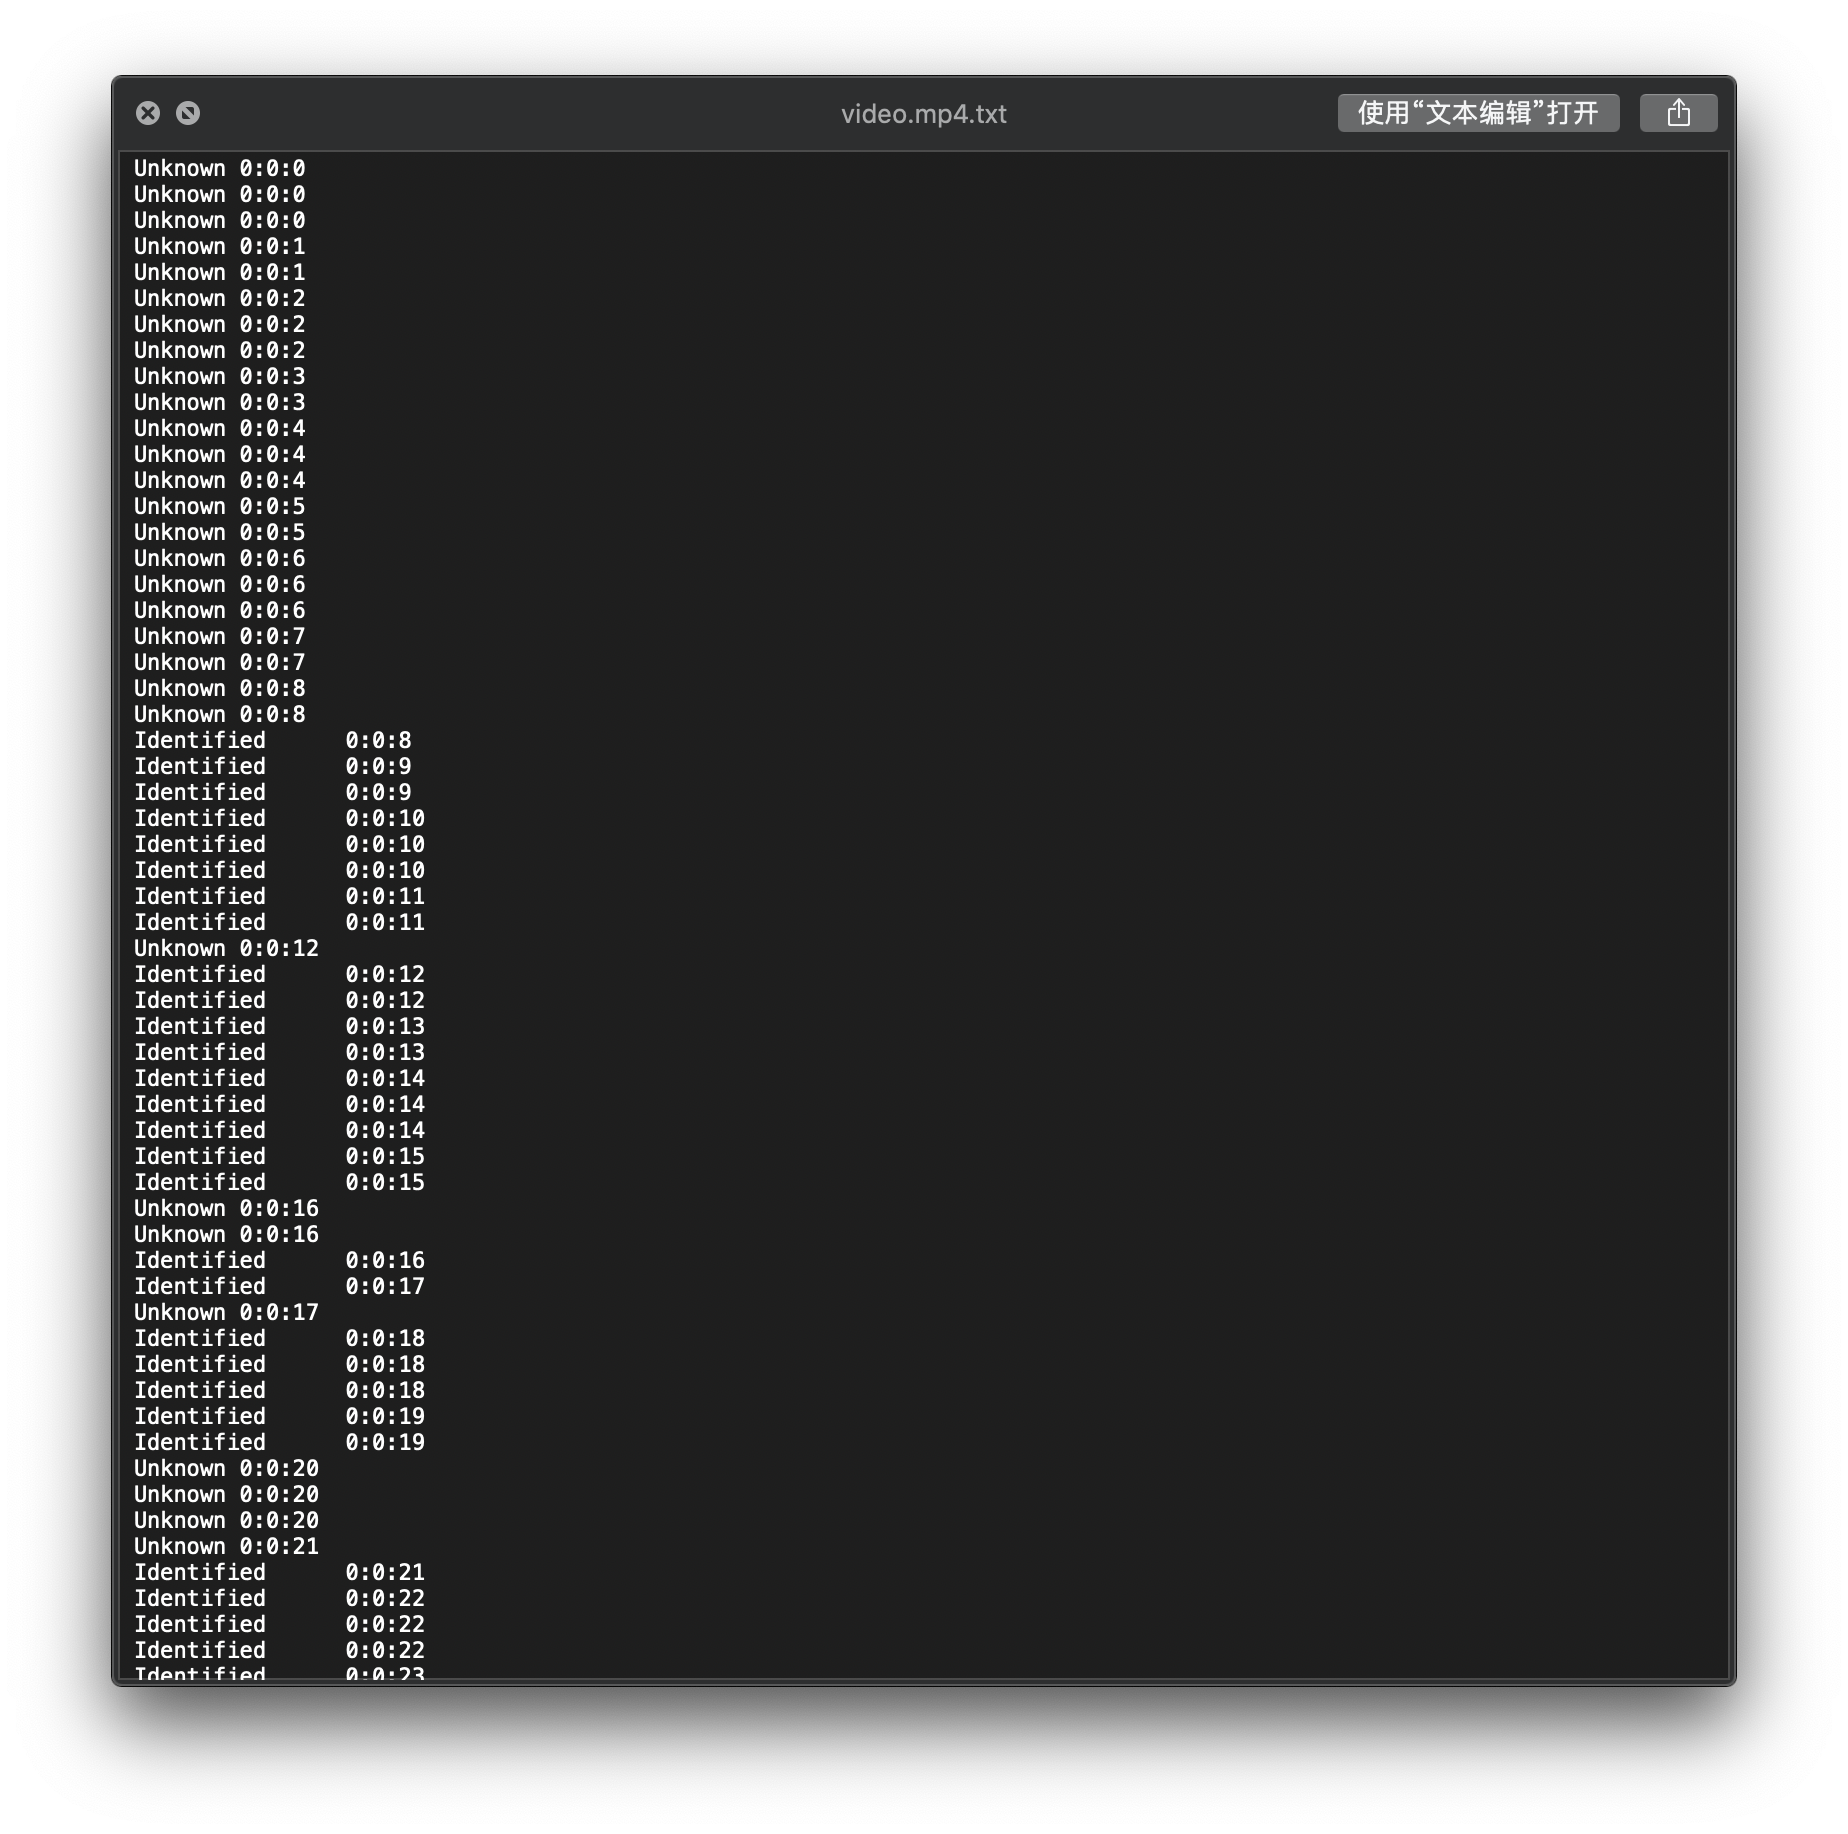 video.mp4.txt
使用“文本编辑”打开
Unknown 0:0:0
Unknown 0:0:0
Unknown 0:0:0
Unknown 0:0:1
Unknown 0:0:1
Unknown 0:0:2
Unknown 0:0:2
Unknown 0:0:2
Unknown 0:0:3
Unknown 0:0:3
Unknown 0:0:4
Unknown 0:0:4
Unknown 0:0:4
Unknown 0:0:5
Unknown 0:0:5
Unknown 0:0:6
Unknown 0:0:6
Unknown 0:0:6
Unknown 0:0:7
Unknown 0:0:7
Unknown 0:0:8
Unknown 0:0:8
Identified 0:0:8
Identified 0:0:9
Identified 0:0:9
Identified 0:0:10
Identified 0:0:10
Identified 0:0:10
Identified 0:0:11
Identified 0:0:11
Unknown 0:0:12
Identified 0:0:12
Identified 0:0:12
Identified 0:0:13
Identified 0:0:13
Identified 0:0:14
Identified 0:0:14
Identified 0:0:14
Identified 0:0:15
Identified 0:0:15
Unknown 0:0:16
Unknown 0:0:16
Identified 0:0:16
Identified 0:0:17
Unknown 0:0:17
Identified 0:0:18
Identified 0:0:18
Identified 0:0:18
Identified 0:0:19
Identified 0:0:19
Unknown 0:0:20
Unknown 0:0:20
Unknown 0:0:20
Unknown 0:0:21
Identified 0:0:21
Identified 0:0:22
Identified 0:0:22
Identified 0:0:22
Identified 0:0:23